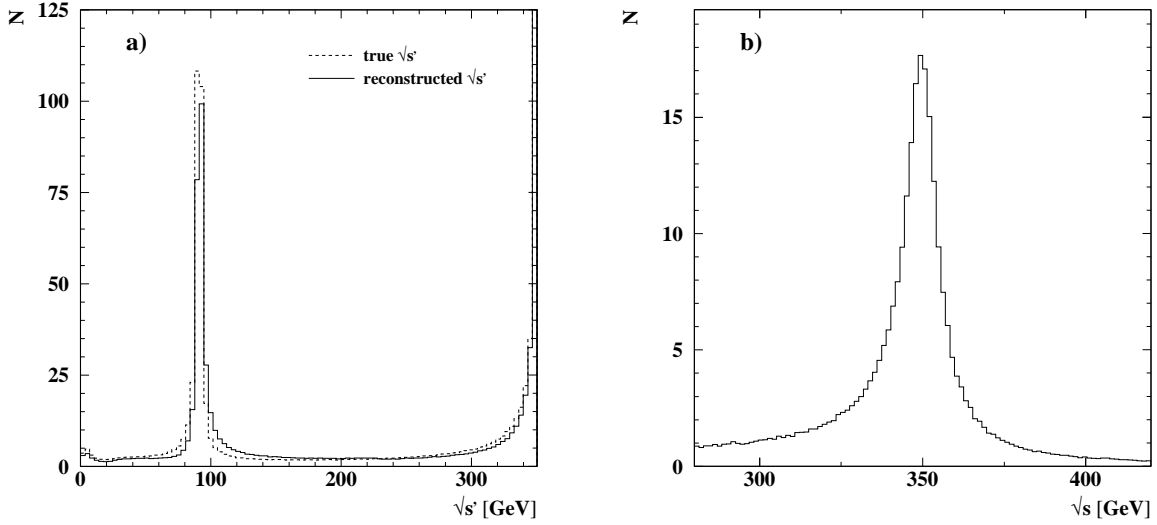 N
125
100
75
50
25
0
a)
true √s’
reconstructed √s’
0 100 200 300
√s’ [GeV]
N
15
10
5
0
b)
300 350 400
√s [GeV]